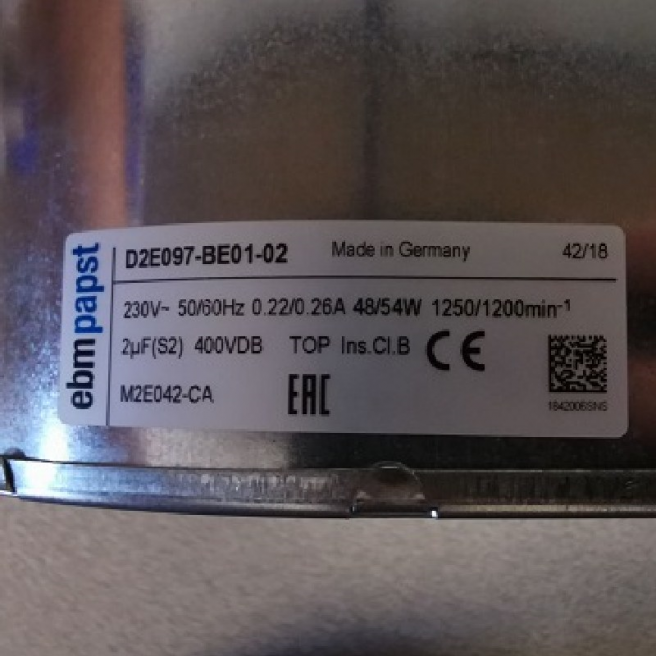 ebmpapst
D2E097-BE01-02 Made in Germany 42/18
230V~ 50/60Hz 0.22/0.26A 48/54W 1250/1200min-¹
2µF(S2) 400VDB TOP Ins.Cl.B CE
M2E042-CA EAC
1842006SNS